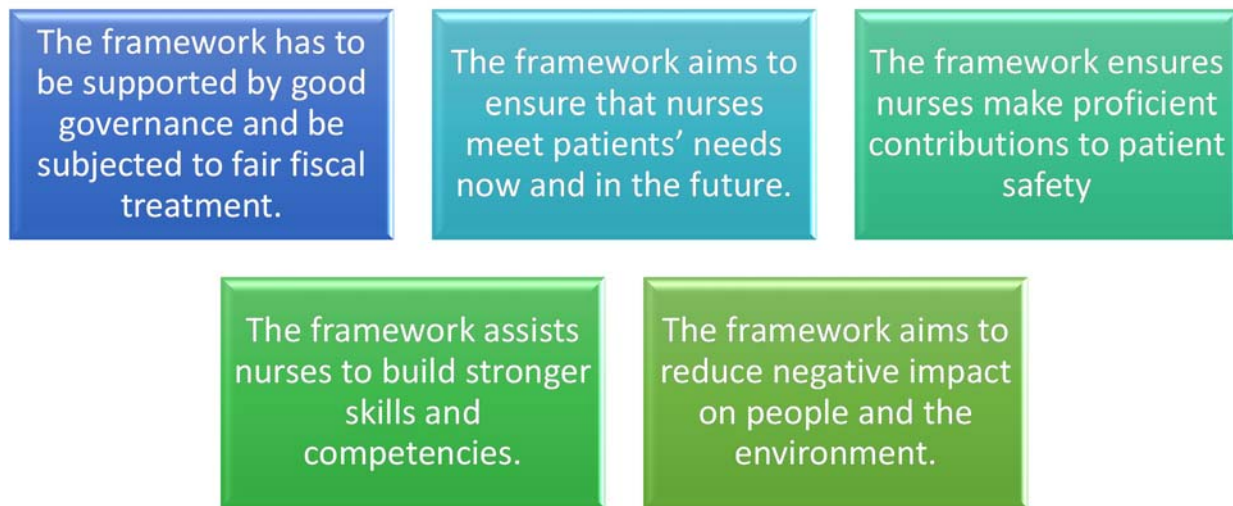 The framework has to
be supported by good
governance and be
subjected to fair fiscal
treatment.
The framework aims to
ensure that nurses
meet patients’ needs
now and in the future.
The framework ensures
nurses make proficient
contributions to patient
safety
The framework assists
nurses to build stronger
skills and
competencies.
The framework aims to
reduce negative impact
on people and the
environment.